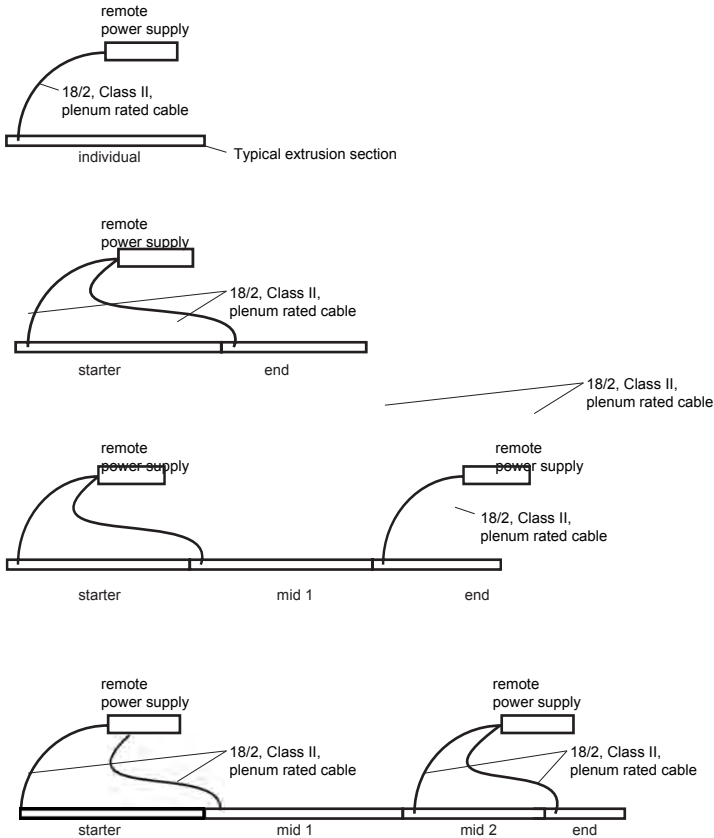 remote
power supply
18/2, Class II,
plenum rated cable
individual
Typical extrusion section
remote
power supply
18/2, Class II,
plenum rated cable
starter
end
18/2, Class II,
plenum rated cable
remote
power supply
remote
power supply
18/2, Class II,
plenum rated cable
starter
mid 1
end
remote
power supply
remote
power supply
18/2, Class II,
plenum rated cable
18/2, Class II,
plenum rated cable
starter
mid 1
mid 2
end